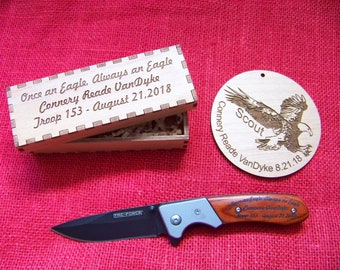 Once an Eagle, Always an Eagle
Connery Reade VanDyke
Troop 153 - August 21,2018
Scout
Connery Reade VanDyke 8.21.18
TAC-FORCE